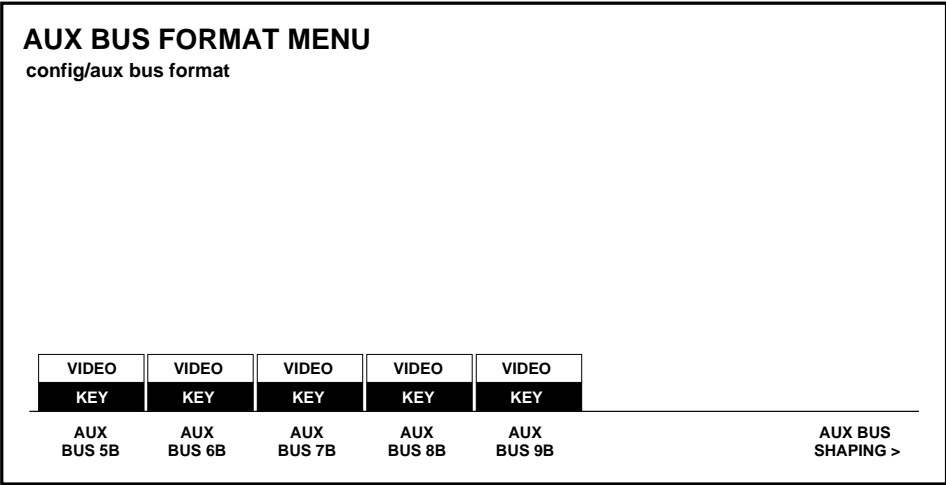 AUX BUS FORMAT MENU
config/aux bus format
VIDEO VIDEO VIDEO VIDEO VIDEO
KEY KEY KEY KEY KEY
AUX AUX AUX AUX AUX AUX BUS
BUS 5B BUS 6B BUS 7B BUS 8B BUS 9B SHAPING >